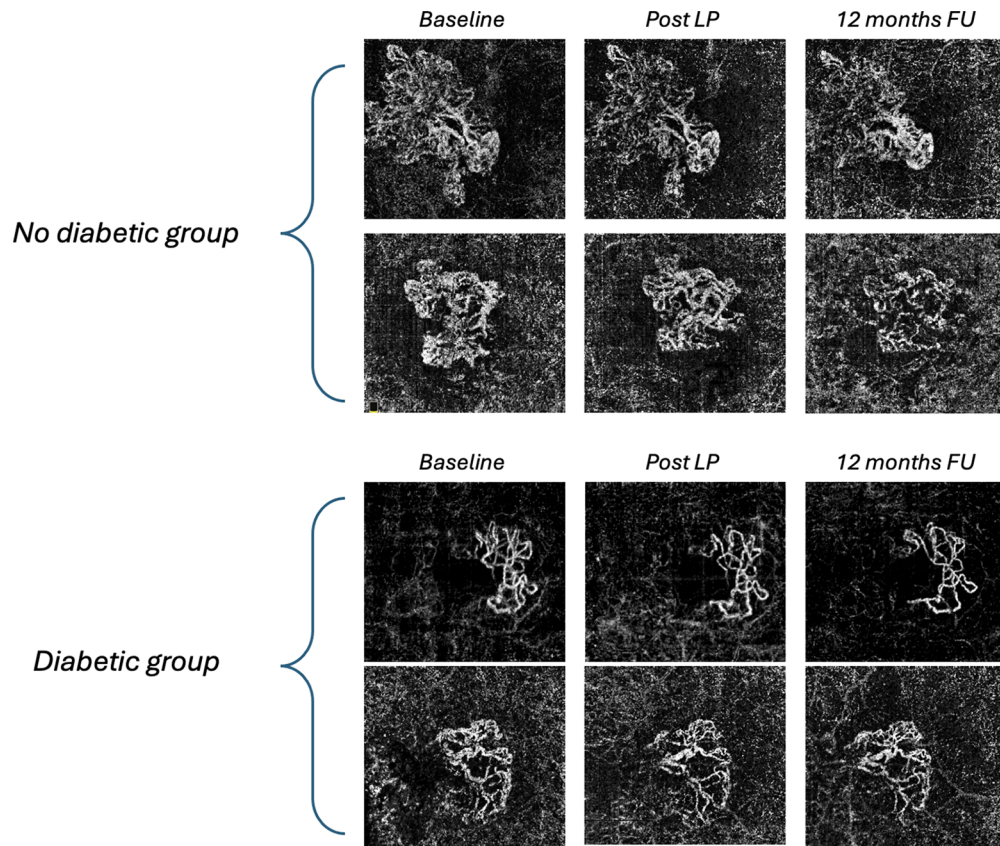 Baseline
Post LP
12 months FU
No diabetic group
Baseline
Post LP
12 months FU
Diabetic group